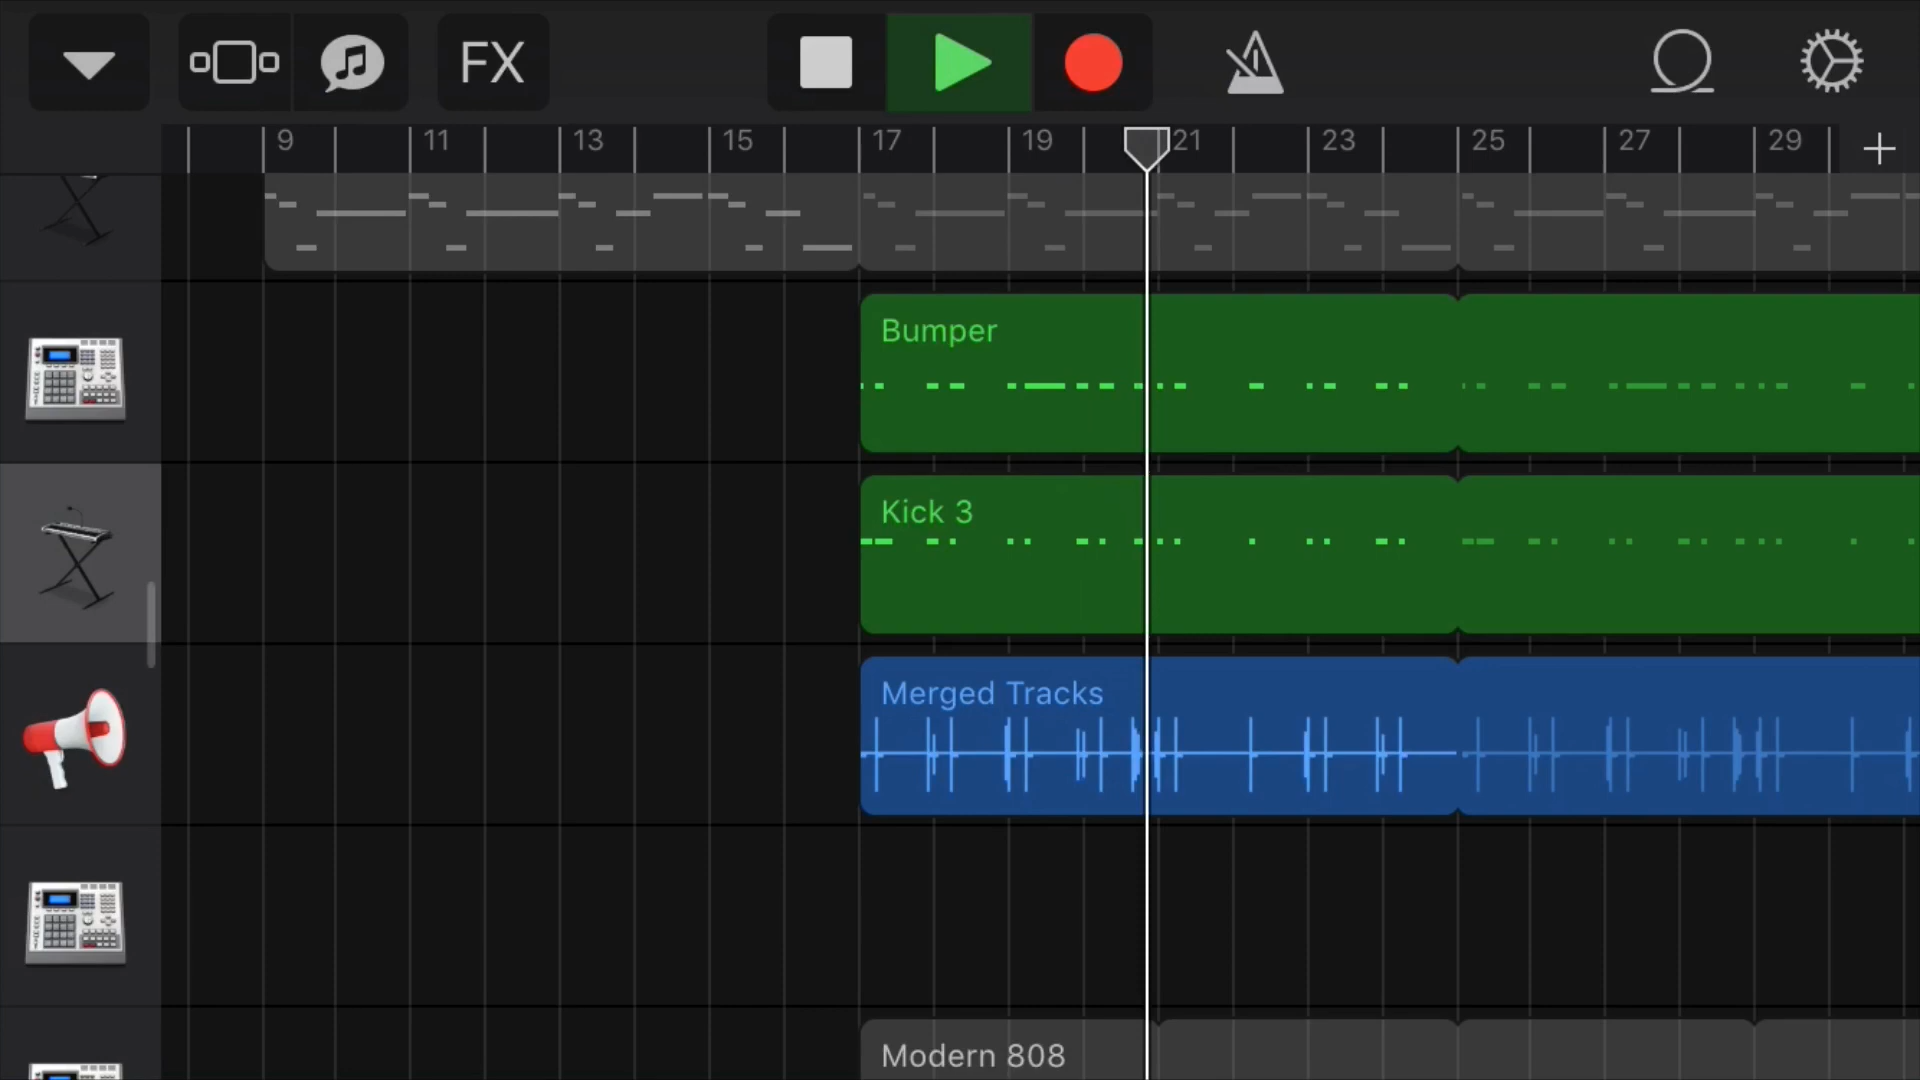 FX
9 11 13 15 17 19 21 23 25 27 29
Bumper
Kick 3
Merged Tracks
Modern 808